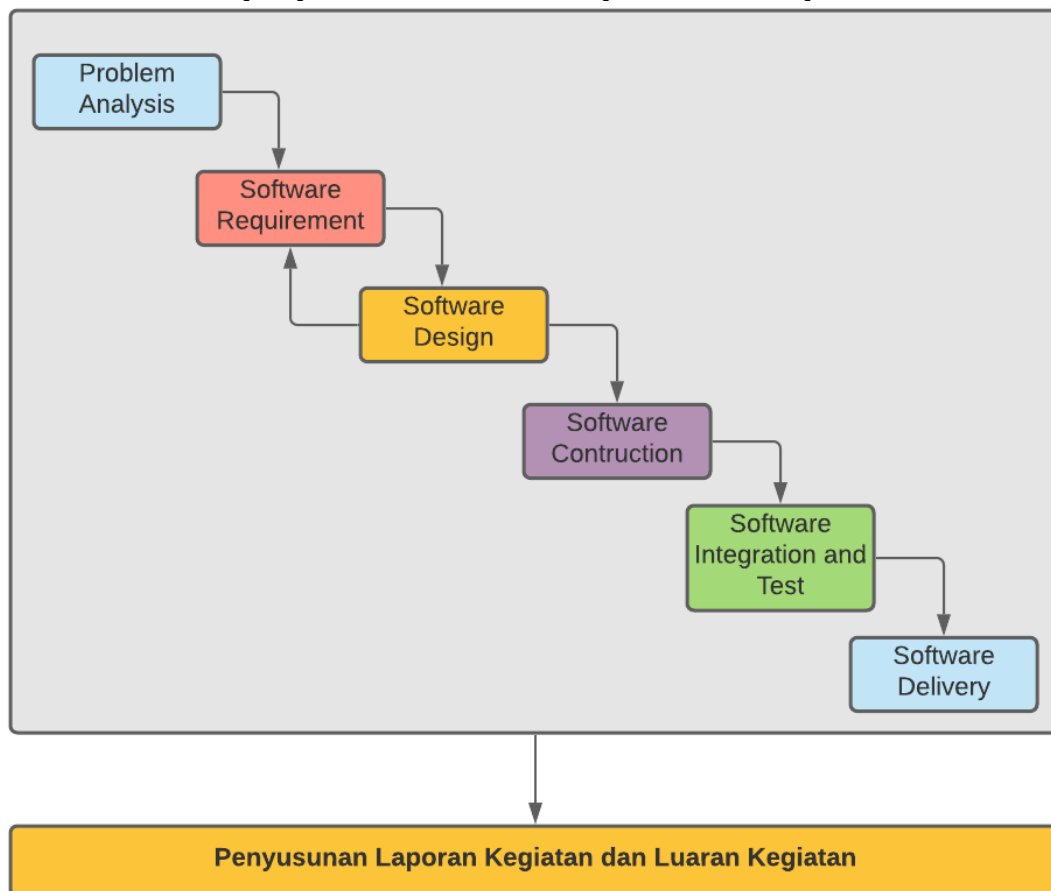 Problem
Analysis
Software
Requirement
Software
Design
Software
Contruction
Software
Integration and
Test
Software
Delivery
Penyusunan Laporan Kegiatan dan Luaran Kegiatan